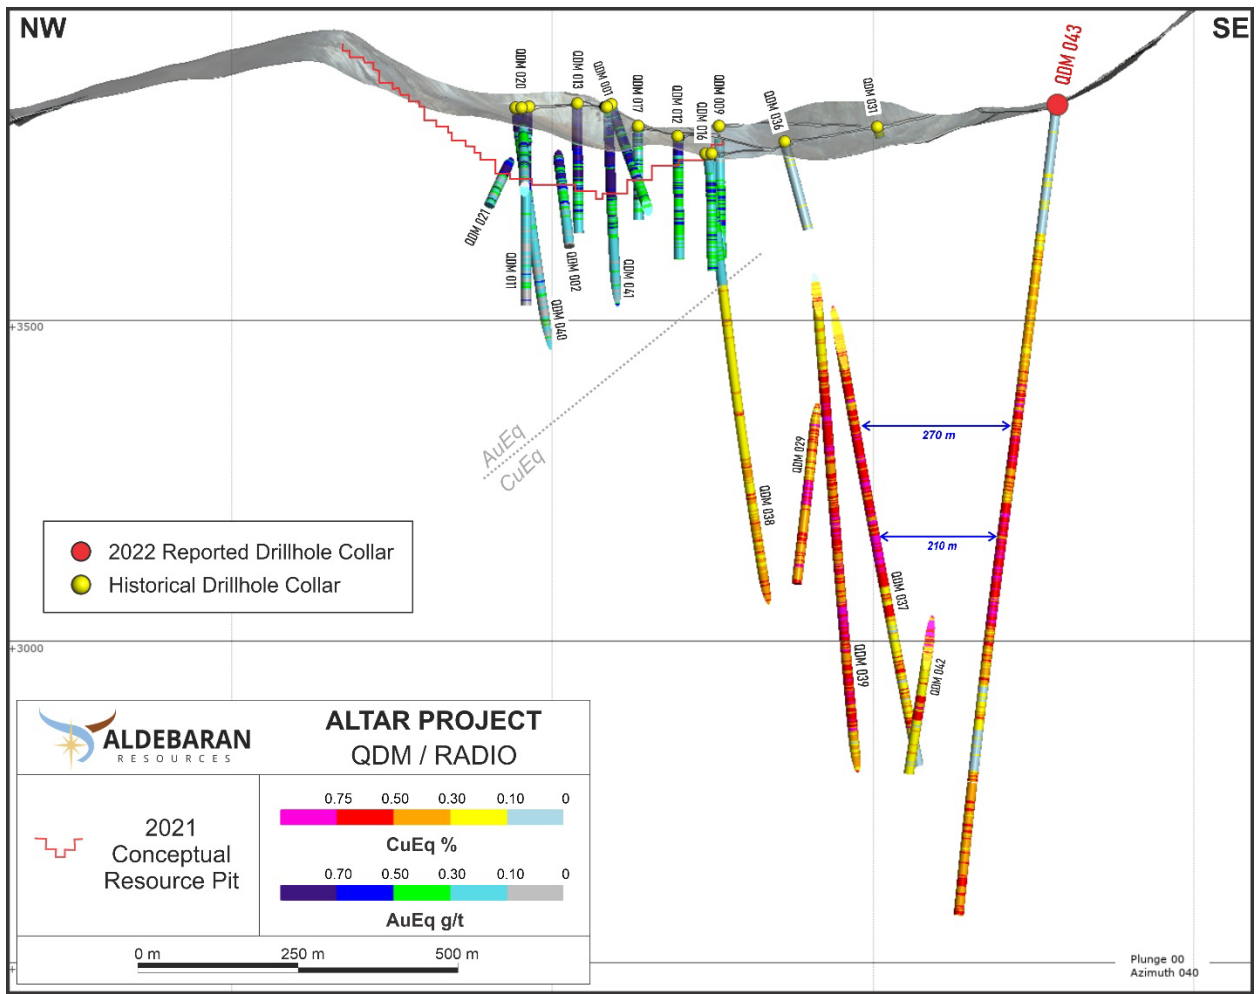 NW
SE
QDM 043
QDM 020
QDM 013
QDM 001
QDM 017
QDM 012
QDM 016
QDM 009
QDM 036
QDM 031
QDM 021
QDM 011
QDM 002
QDM 040
QDM 041
+3500
AuEq
CuEq
270 m
210 m
QDM 029
QDM 038
QDM 037
QDM 039
QDM 042
2022 Reported Drillhole Collar
Historical Drillhole Collar
+3000
ALDEBARAN
RESOURCES
ALTAR PROJECT
QDM / RADIO
2021
Conceptual
Resource Pit
0.75 0.50 0.30 0.10 0
CuEq %
0.70 0.50 0.30 0.10 0
AuEq g/t
0 m 250 m 500 m
+
Plunge 00
Azimuth 040